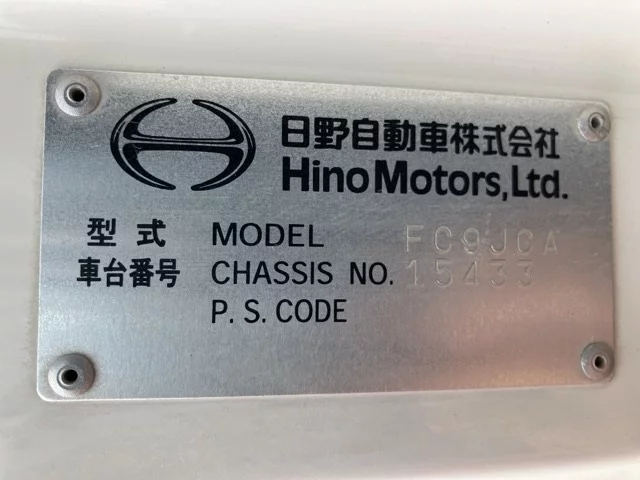 日野自動車株式会社
Hino Motors, Ltd.
型式 MODEL FC9JCA
車台番号 CHASSIS NO. 15433
P. S. CODE